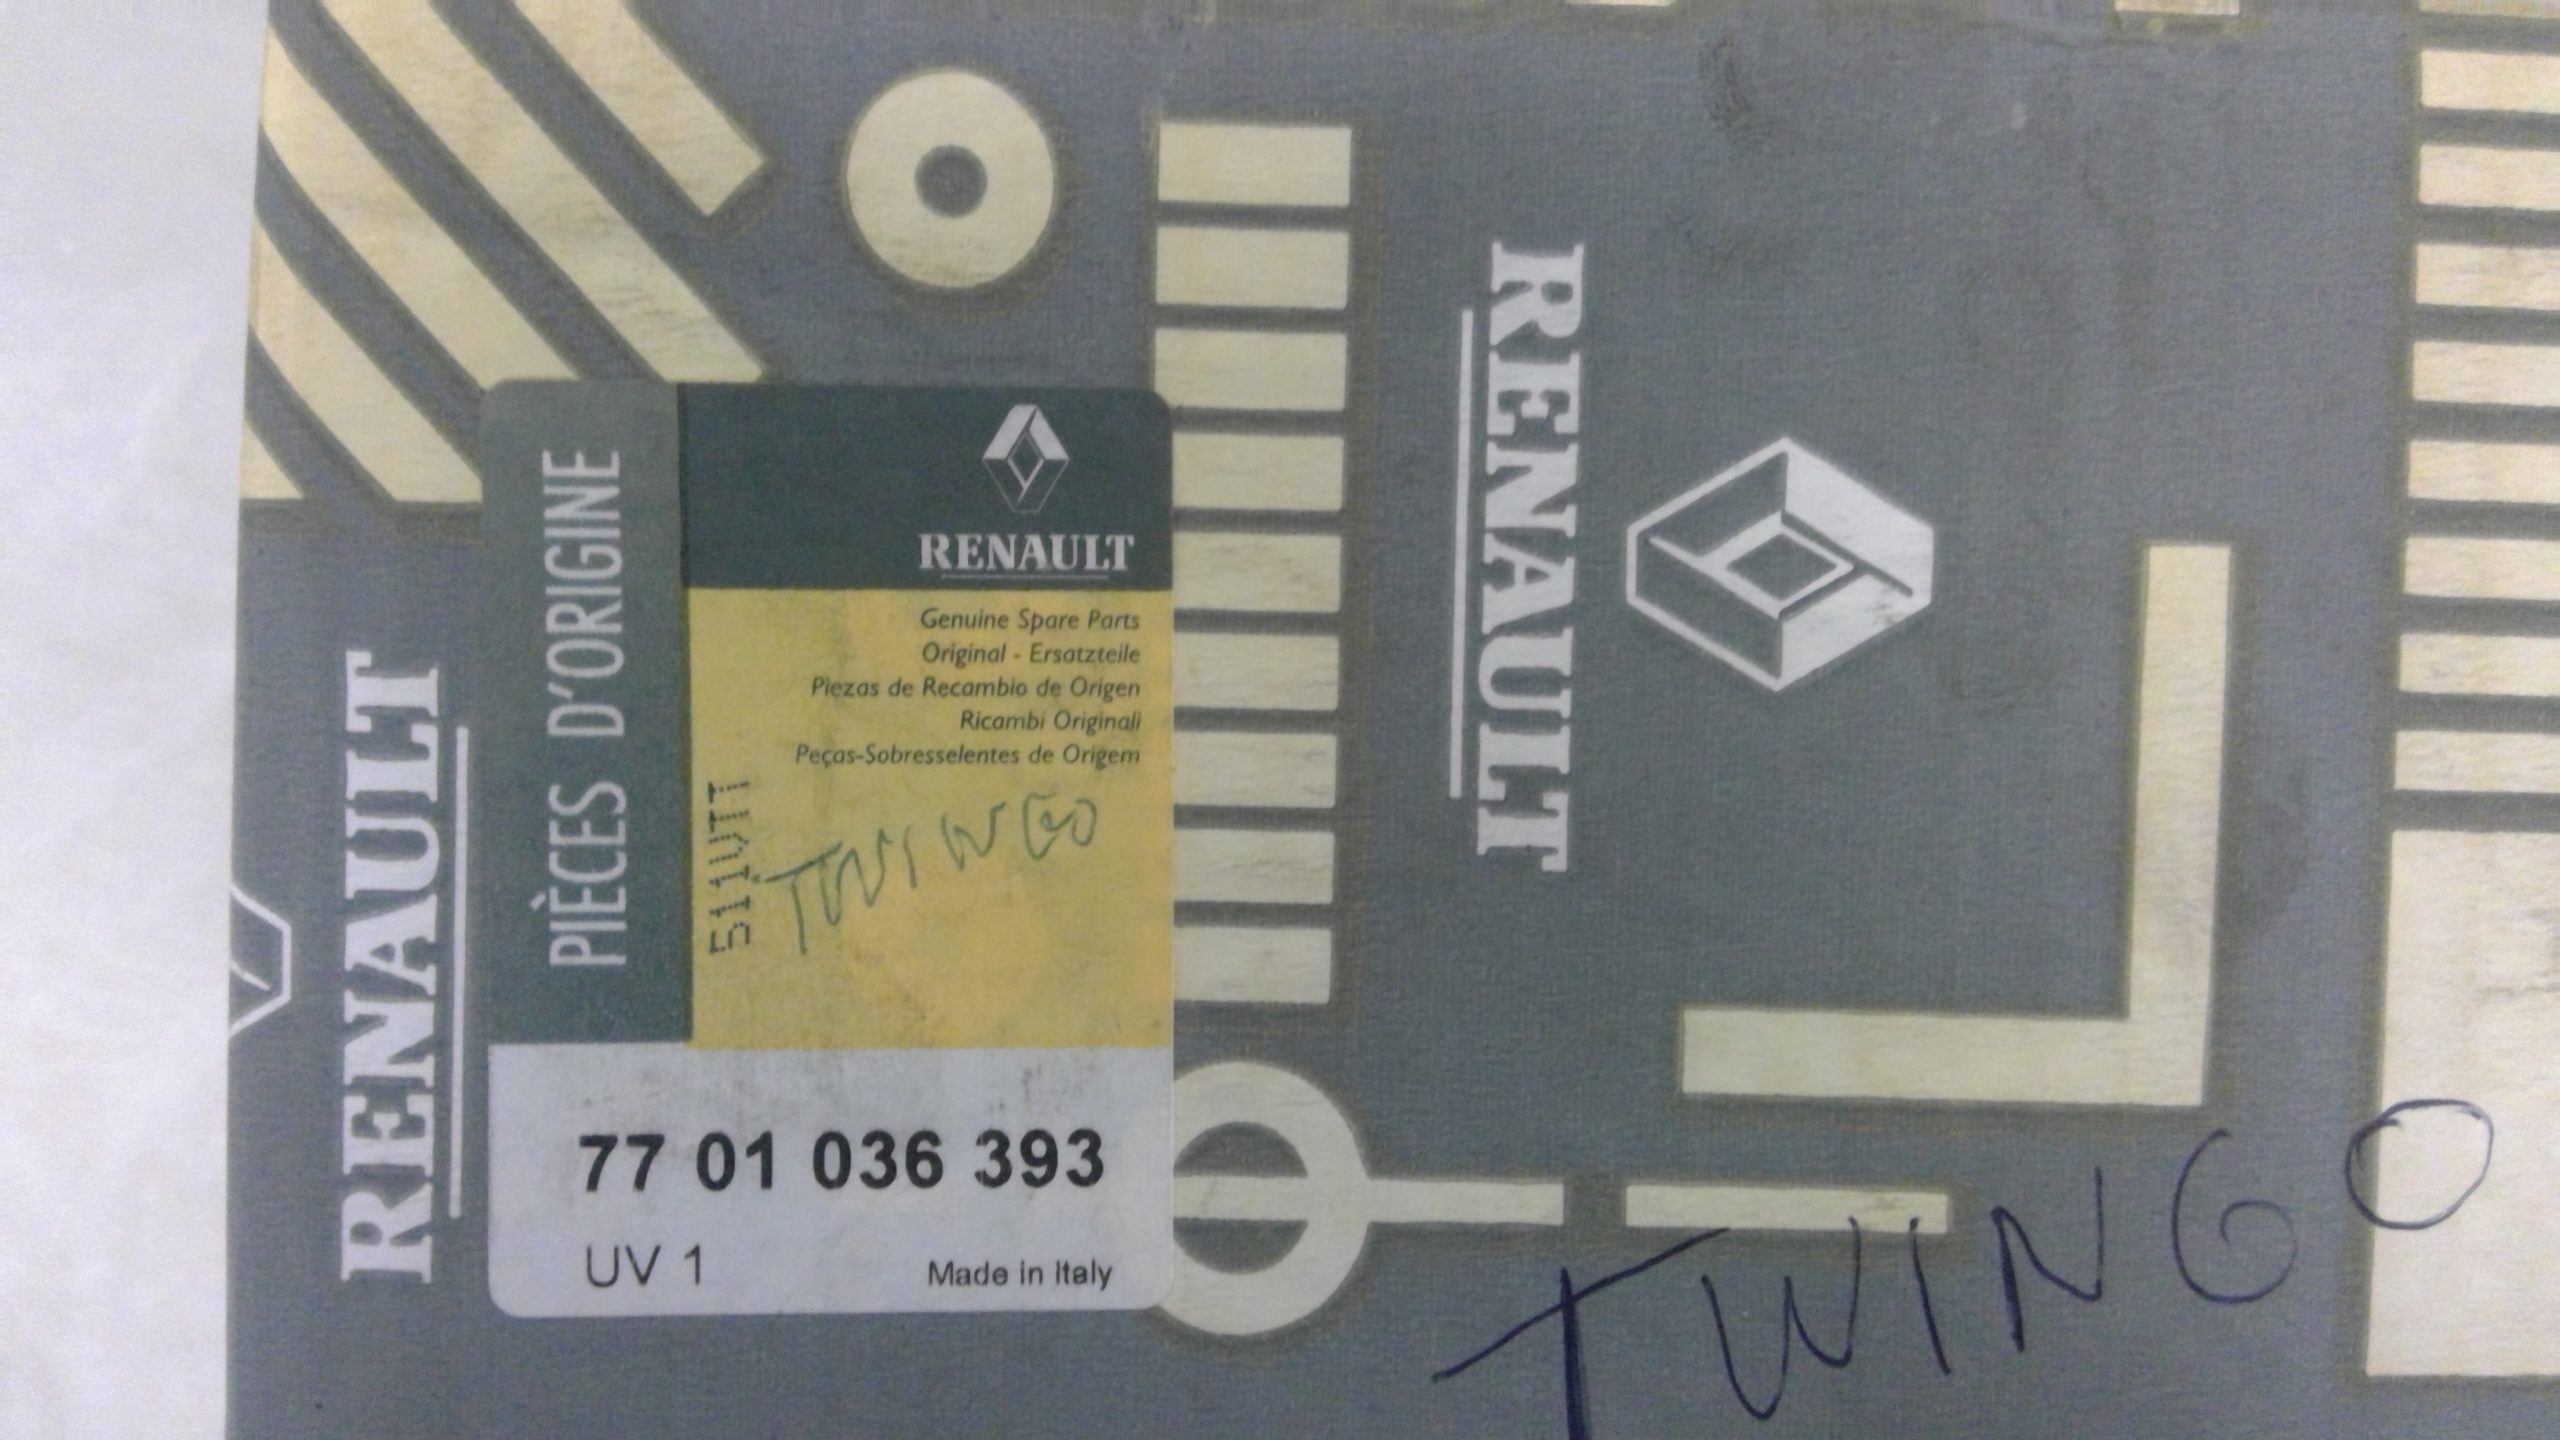 RENAULT
PIÈCES D'ORIGINE
RENAULT
Genuine Spare Parts
Original - Ersatzteile
Piezas de Recambio de Origen
Ricambi Originali
Peças-Sobresselentes de Origem
511VTT
TWINGO
77 01 036 393
UV 1
Made in Italy
RENAULT
TWINGO